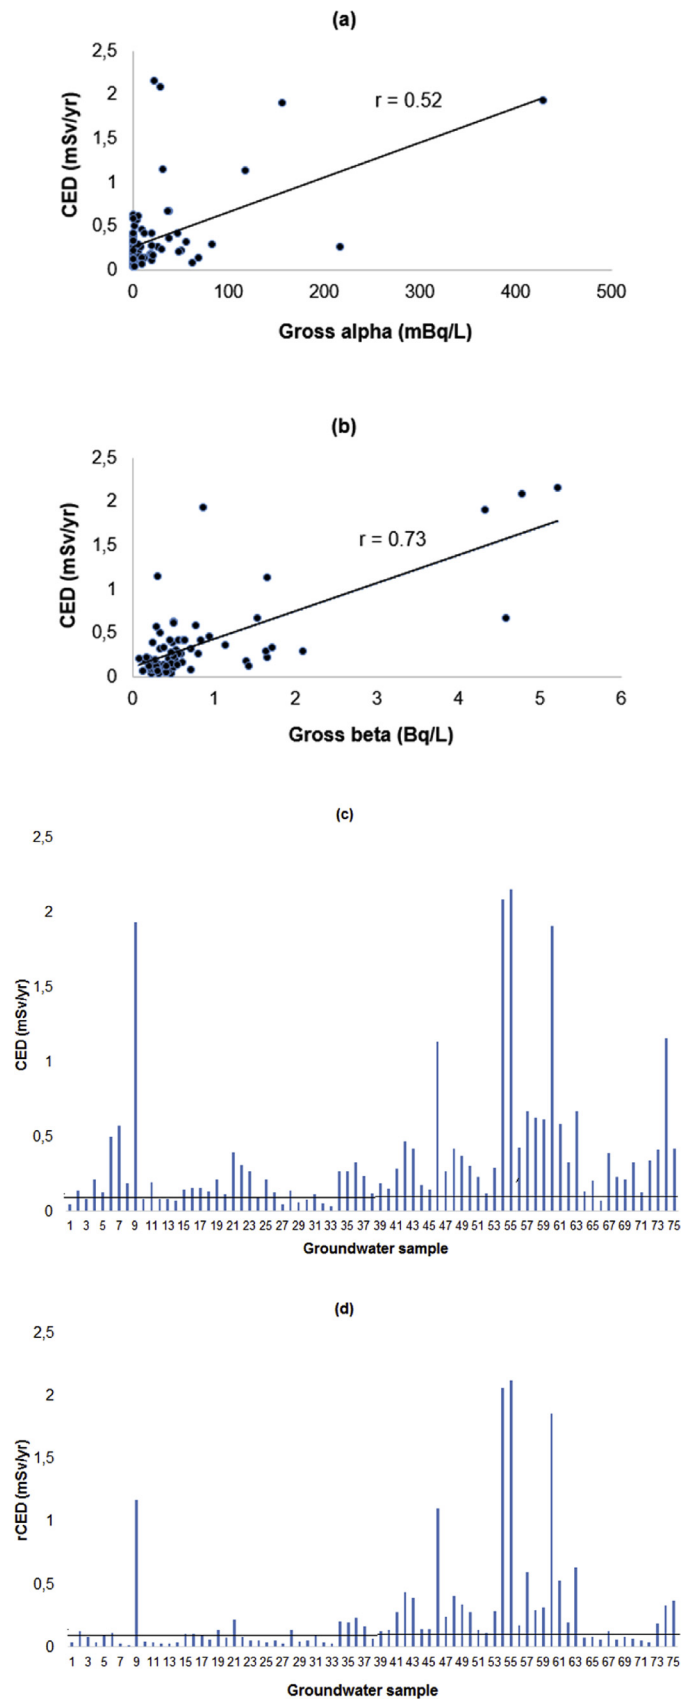 (a)
2,5
2
1,5
1
0,5
0
CED (mSv/yr)
r = 0.52
0 100 200 300 400 500
Gross alpha (mBq/L)
(b)
2,5
2
1,5
1
0,5
0
CED (mSv/yr)
r = 0.73
0 1 2 3 4 5 6
Gross beta (Bq/L)
(c)
2,5
2
1,5
1
0,5
0
CED (mSv/yr)
1 3 5 7 9 11 13 15 17 19 21 23 25 27 29 31 33 35 37 39 41 43 45 47 49 51 53 55 57 59 61 63 65 67 69 71 73 75
Groundwater sample
(d)
2,5
2
1,5
1
0,5
0
rCED (mSv/yr)
1 3 5 7 9 11 13 15 17 19 21 23 25 27 29 31 33 35 37 39 41 43 45 47 49 51 53 55 57 59 61 63 65 67 69 71 73 75
Groundwater sample